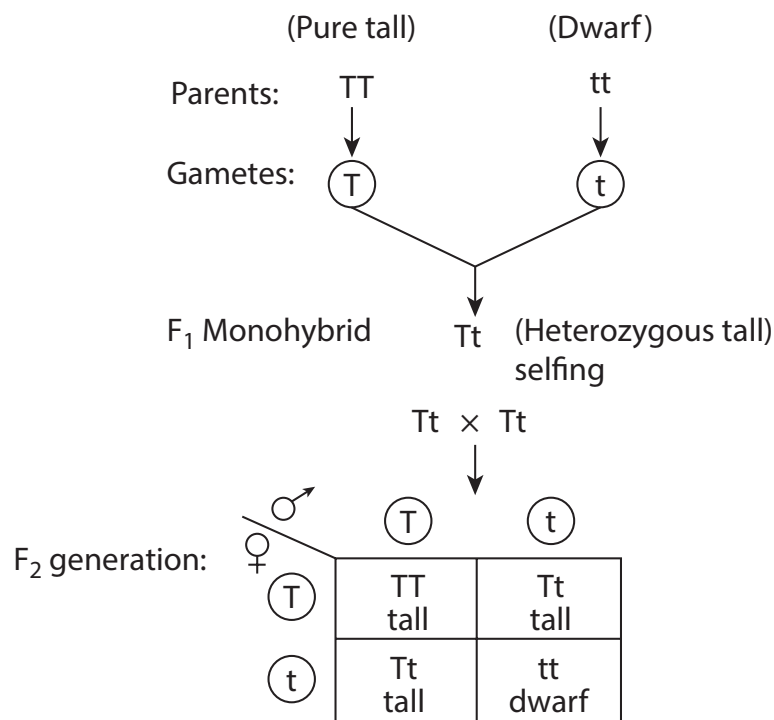 (Pure tall) (Dwarf)
Parents: TT tt
Gametes: T t
F₁ Monohybrid Tt (Heterozygous tall)
selfing
Tt × Tt
♂ T t
F₂ generation: ♀
T TT Tt
tall tall
t Tt tt
tall dwarf